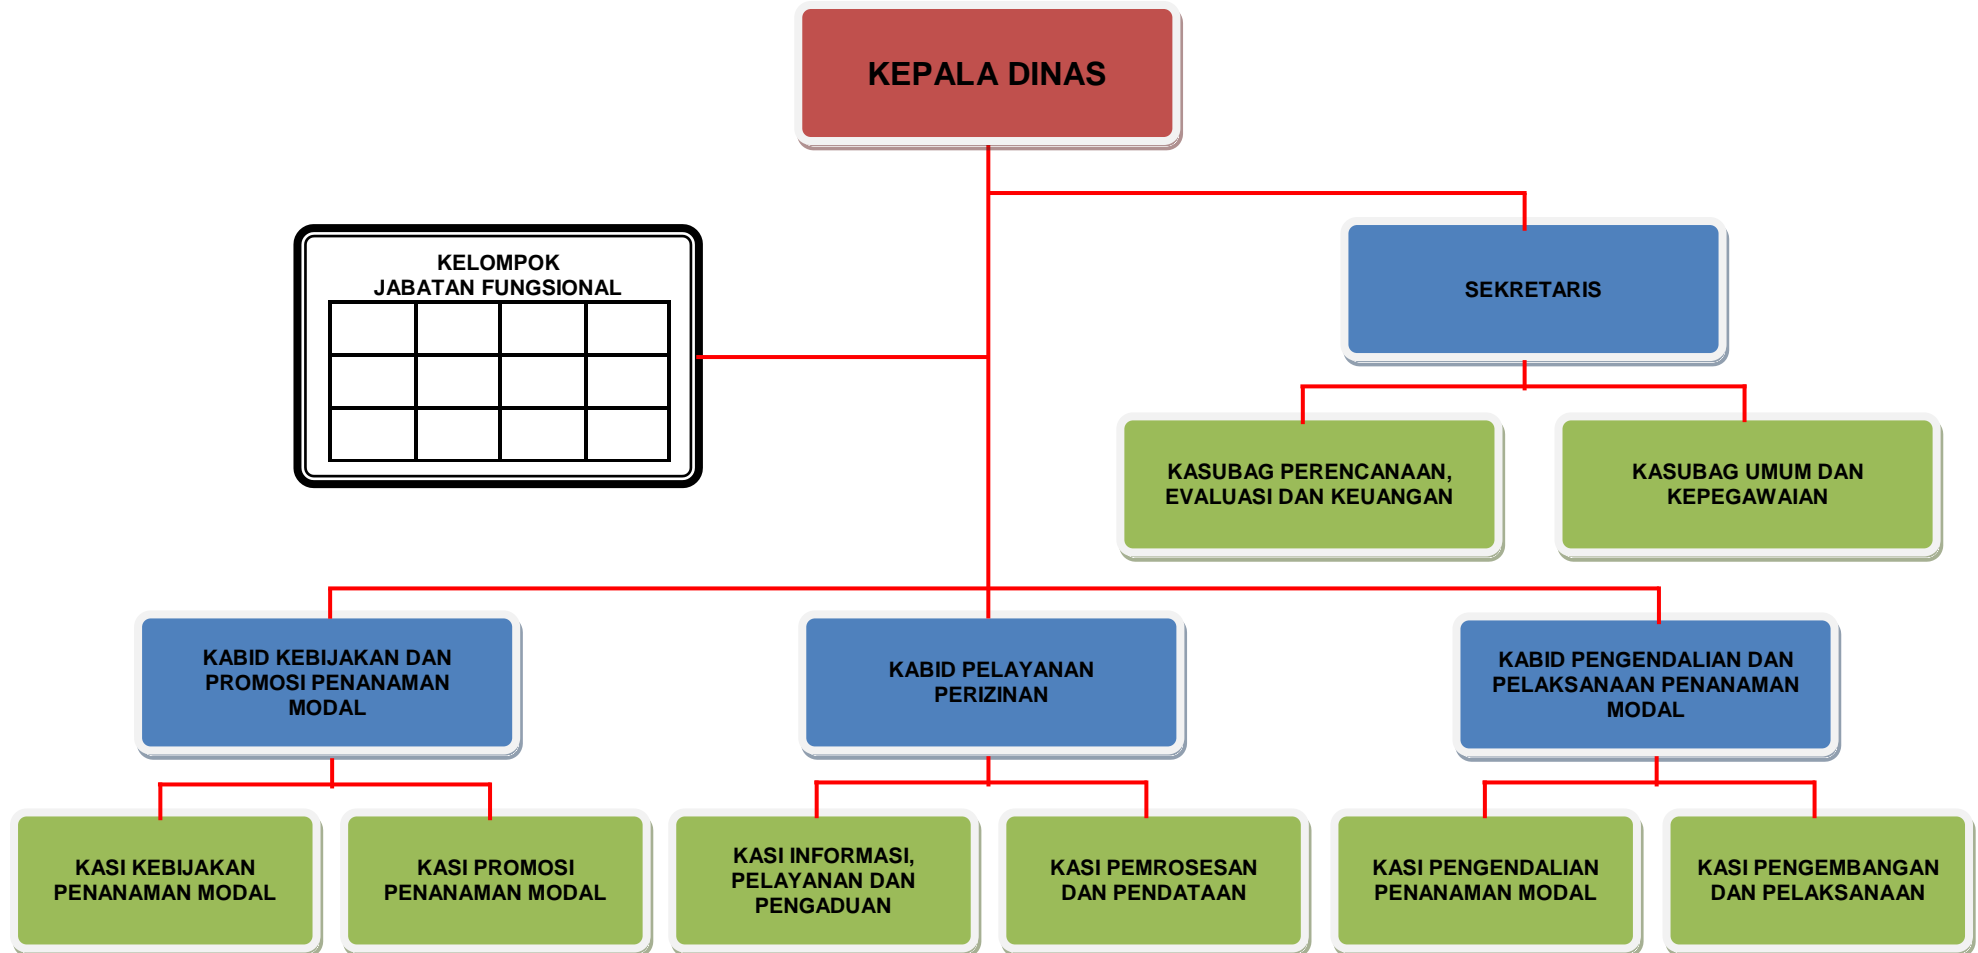 KEPALA DINAS
KELOMPOK
JABATAN FUNGSIONAL
SEKRETARIS
KASUBAG PERENCANAAN,
EVALUASI DAN KEUANGAN
KASUBAG UMUM DAN
KEPEGAWAIAN
KABID KEBIJAKAN DAN
PROMOSI PENANAMAN
MODAL
KABID PELAYANAN
PERIZINAN
KABID PENGENDALIAN DAN
PELAKSANAAN PENANAMAN
MODAL
KASI KEBIJAKAN
PENANAMAN MODAL
KASI PROMOSI
PENANAMAN MODAL
KASI INFORMASI,
PELAYANAN DAN
PENGADUAN
KASI PEMROSESAN
DAN PENDATAAN
KASI PENGENDALIAN
PENANAMAN MODAL
KASI PENGEMBANGAN
DAN PELAKSANAAN